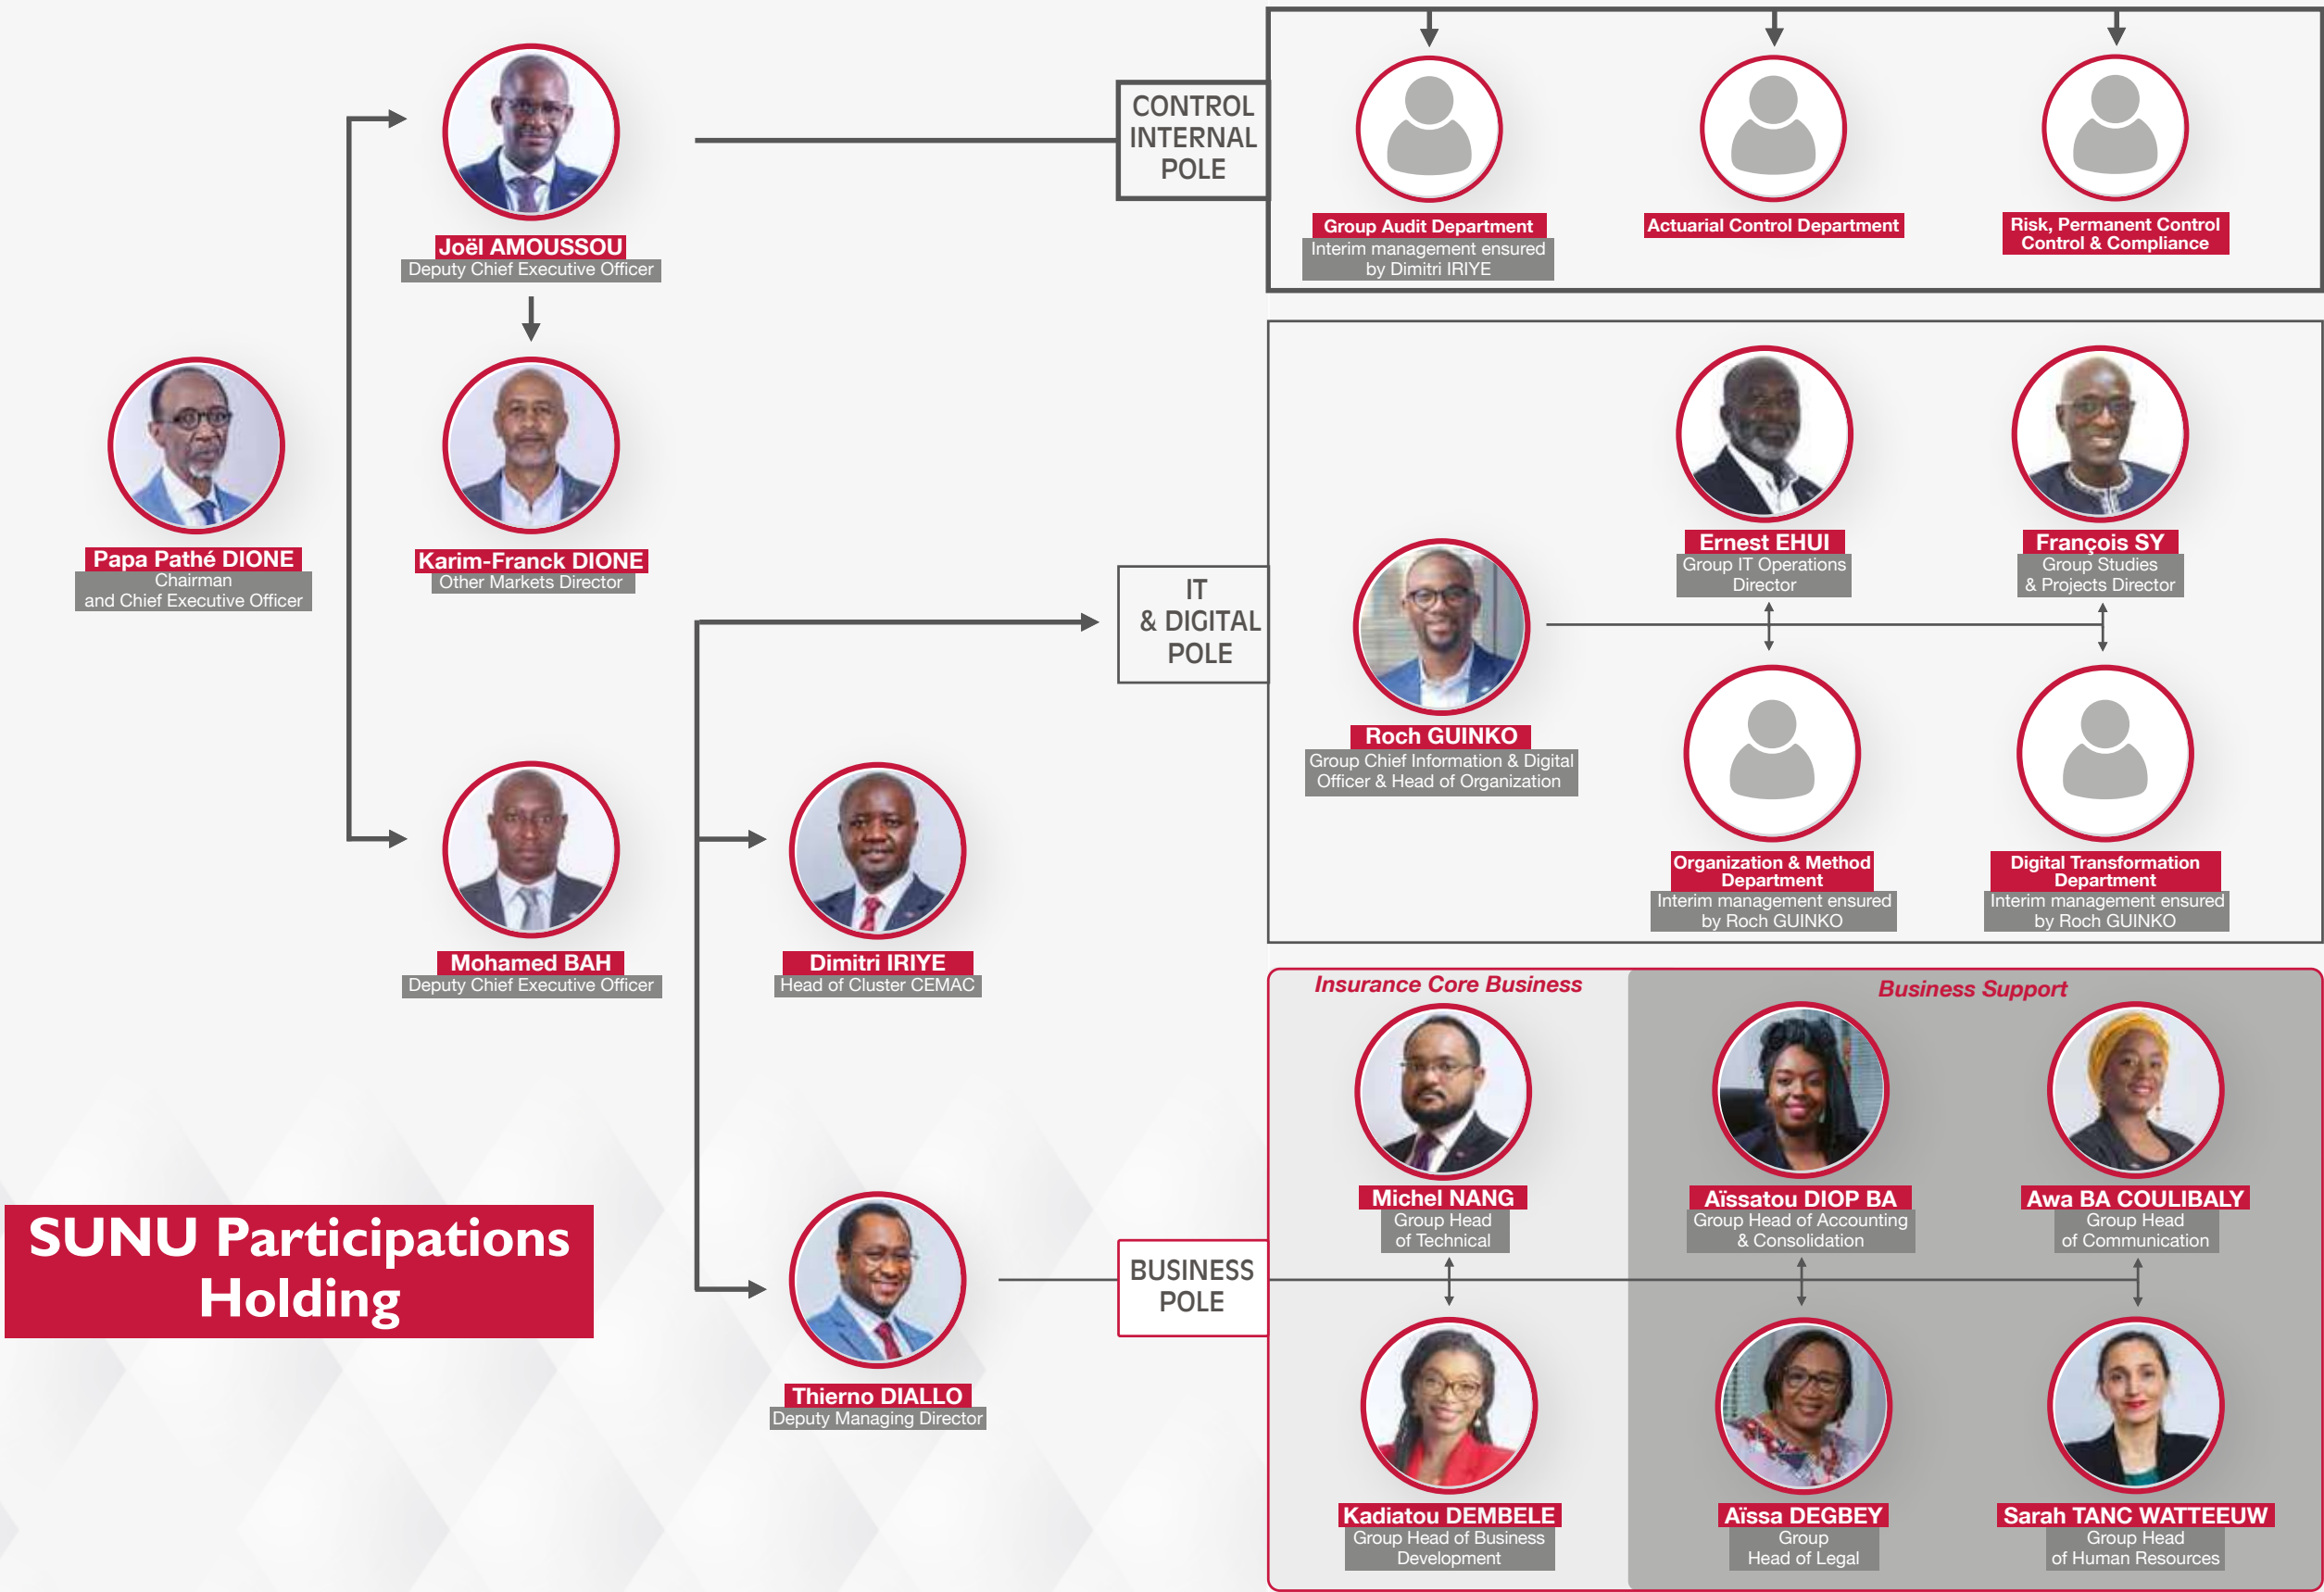 Joël AMOUSSOU
Deputy Chief Executive Officer
CONTROL
INTERNAL
POLE
Group Audit Department
Interim management ensured
by Dimitri IRIYE
Actuarial Control Department
Risk, Permanent Control
Control & Compliance
Papa Pathé DIONE
Chairman
and Chief Executive Officer
Karim-Franck DIONE
Other Markets Director
IT
& DIGITAL
POLE
Roch GUINKO
Group Chief Information & Digital
Officer & Head of Organization
Ernest EHUI
Group IT Operations
Director
François SY
Group Studies
& Projects Director
Organization & Method
Department
Interim management ensured
by Roch GUINKO
Digital Transformation
Department
Interim management ensured
by Roch GUINKO
Mohamed BAH
Deputy Chief Executive Officer
Dimitri IRIYE
Head of Cluster CEMAC
SUNU Participations
Holding
Thierno DIALLO
Deputy Managing Director
BUSINESS
POLE
Insurance Core Business
Business Support
Michel NANG
Group Head
of Technical
Aïssatou DIOP BA
Group Head of Accounting
& Consolidation
Awa BA COULIBALY
Group Head
of Communication
Kadiatou DEMBELE
Group Head of Business
Development
Aïssa DEGBEY
Group
Head of Legal
Sarah TANC WATTEEUW
Group Head
of Human Resources